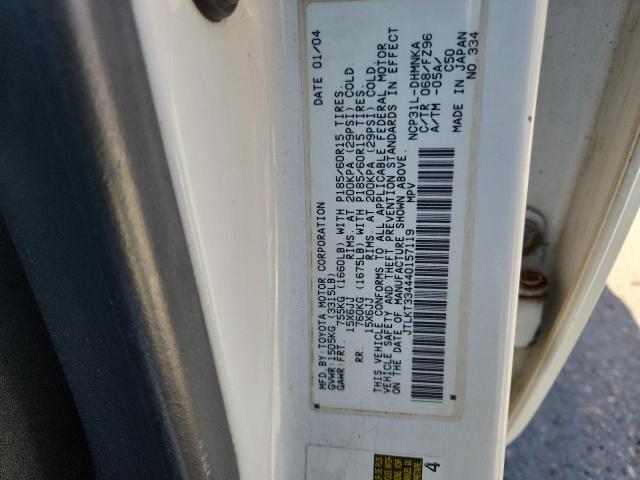 MFD.BY:TOYOTA MOTOR CORPORATION DATE 01/04
GVWR:1505KG (3315LB)
GAWR:FRT. 755KG (1660LB) WITH P185/60R15 TIRES.
15X6JJ RIMS. AT 200KPA (29PSI) COLD
RR. 760KG (1675LB) WITH P185/60R15 TIRES.
15X6JJ RIMS. AT 200KPA (29PSI) COLD.
THIS VEHICLE CONFORMS TO ALL APPLICABLE FEDERAL MOTOR
VEHICLE SAFETY AND THEFT PREVENTION STANDARDS IN EFFECT
ON THE DATE OF MANUFACTURE SHOWN ABOVE.
JTLKT334440157119 NCP31L-DHMNKA
MPV C/TR 068/FZ96
A/TM -05A/
C50
MADE IN JAPAN
* * NO.334
4